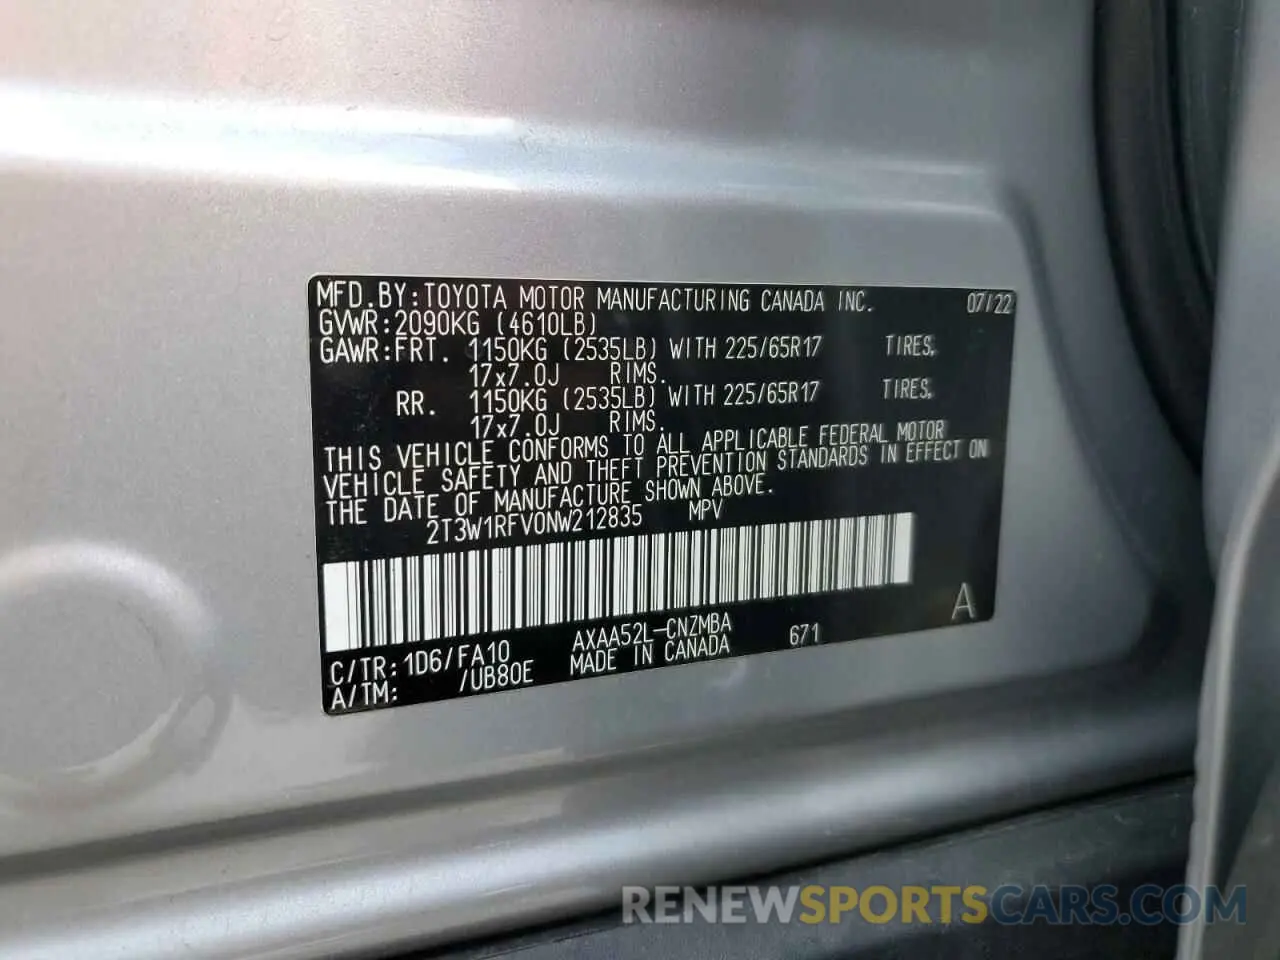 MFD.BY:TOYOTA MOTOR MANUFACTURING CANADA INC. 07/22
GVWR:2090KG (4610LB)
GAWR:FRT. 1150KG (2535LB) WITH 225/65R17 TIRES,
17x7.0J RIMS.
RR. 1150KG (2535LB) WITH 225/65R17 TIRES,
17x7.0J RIMS.
THIS VEHICLE CONFORMS TO ALL APPLICABLE FEDERAL MOTOR
VEHICLE SAFETY AND THEFT PREVENTION STANDARDS IN EFFECT ON
THE DATE OF MANUFACTURE SHOWN ABOVE.
2T3W1RFV0NW212835 MPV
A
C/TR:1D6/FA10 AXAA52L-CNZMBA 671
A/TM: /UB80E MADE IN CANADA
RENEWSPORTSCARS.COM